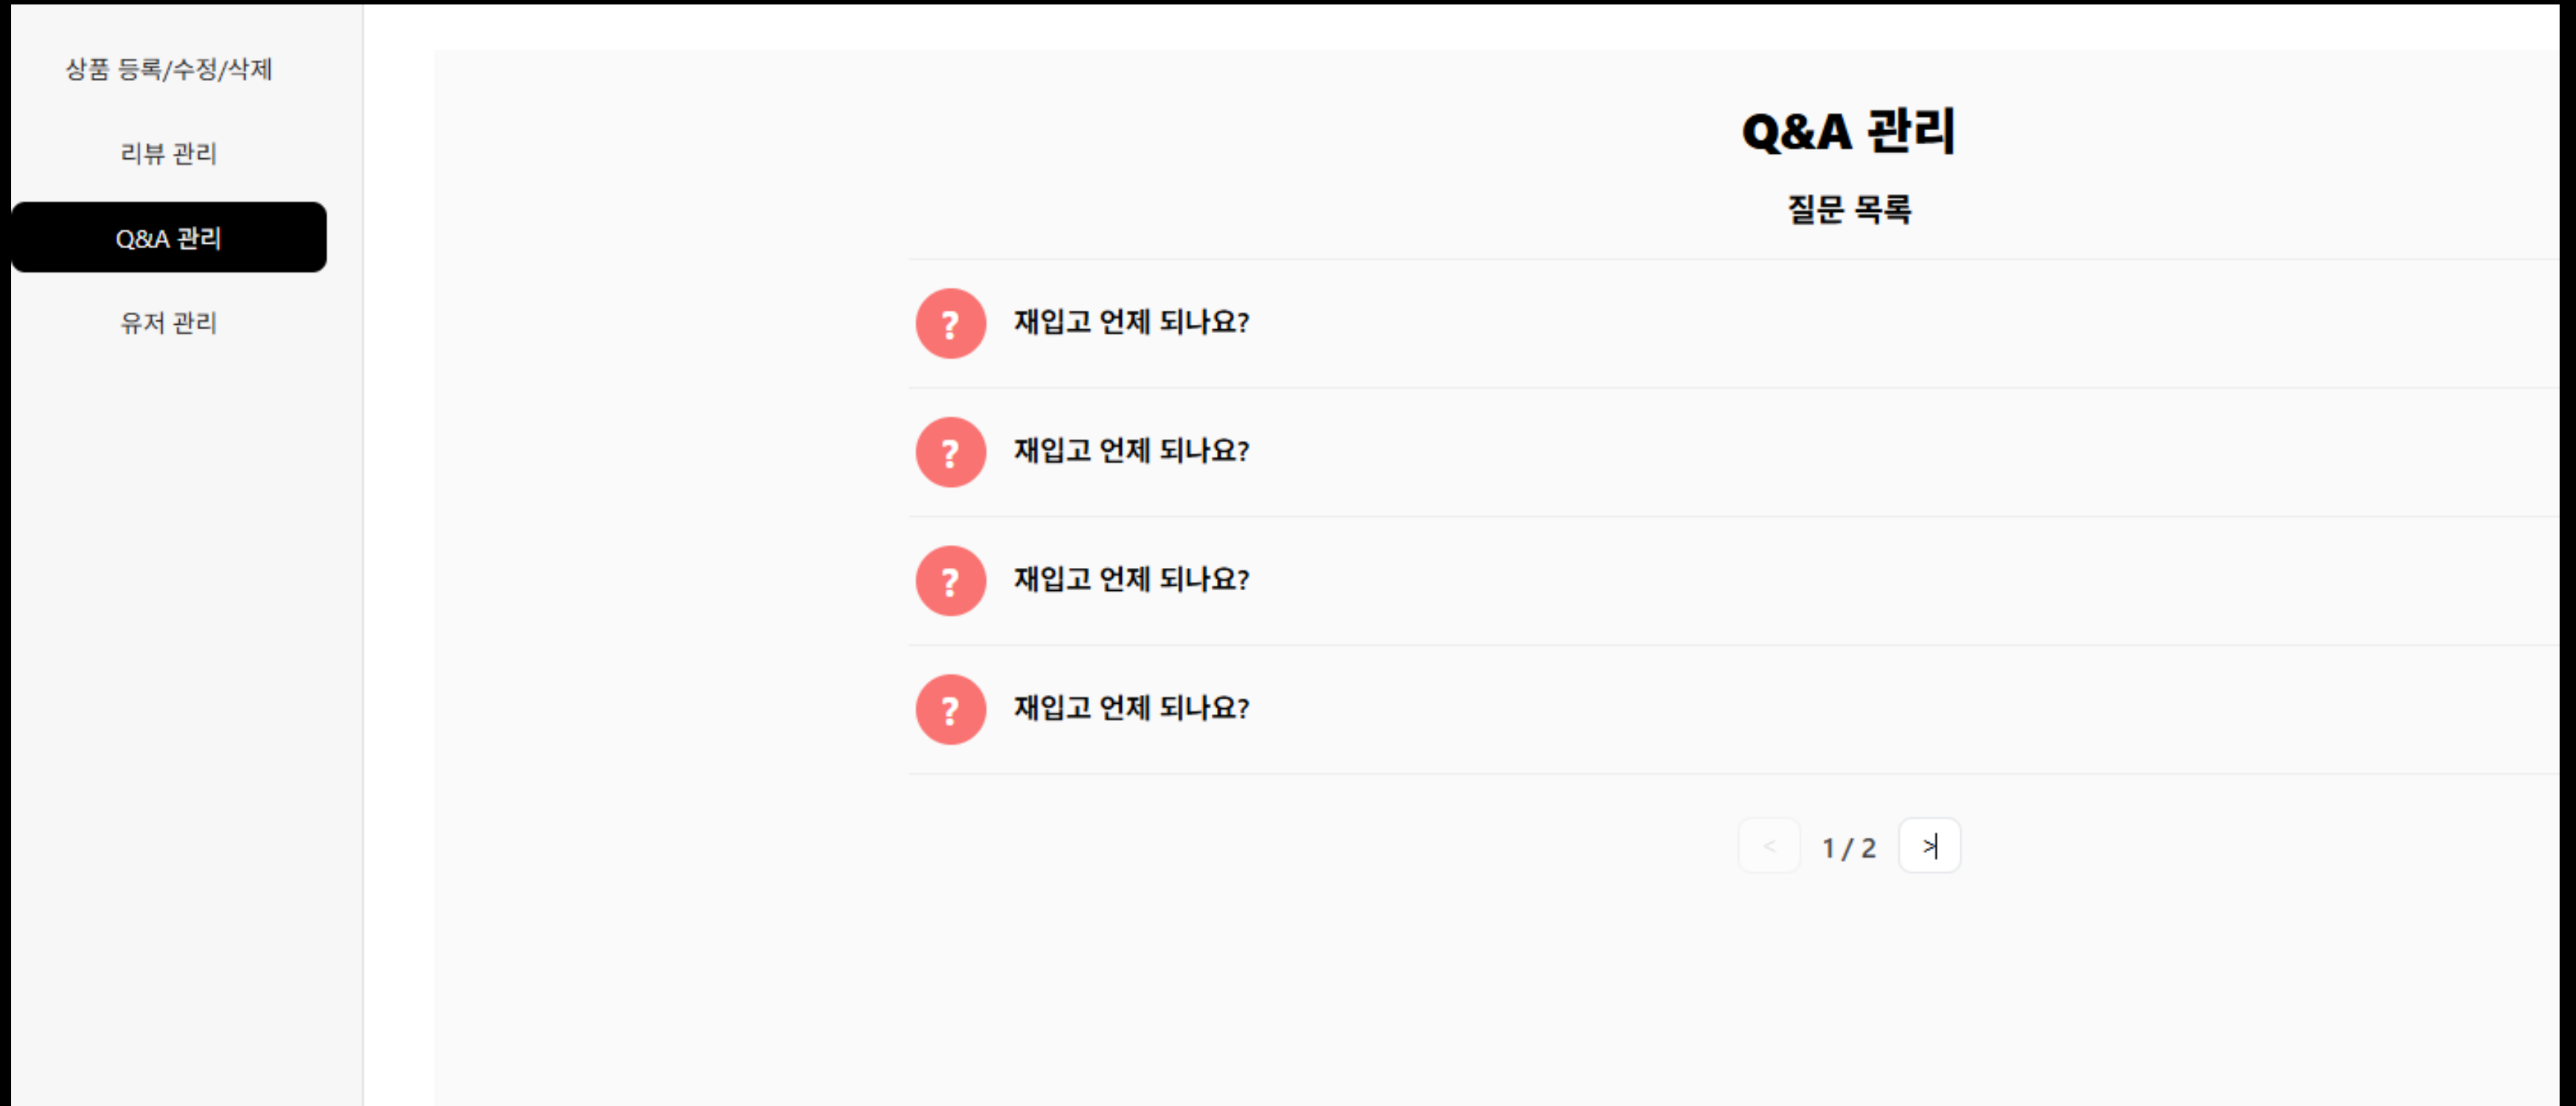 상품 등록/수정/삭제
리뷰 관리
Q&A 관리
유저 관리
Q&A 관리
질문 목록
? 재입고 언제 되나요?
? 재입고 언제 되나요?
? 재입고 언제 되나요?
? 재입고 언제 되나요?
< 1 / 2 >